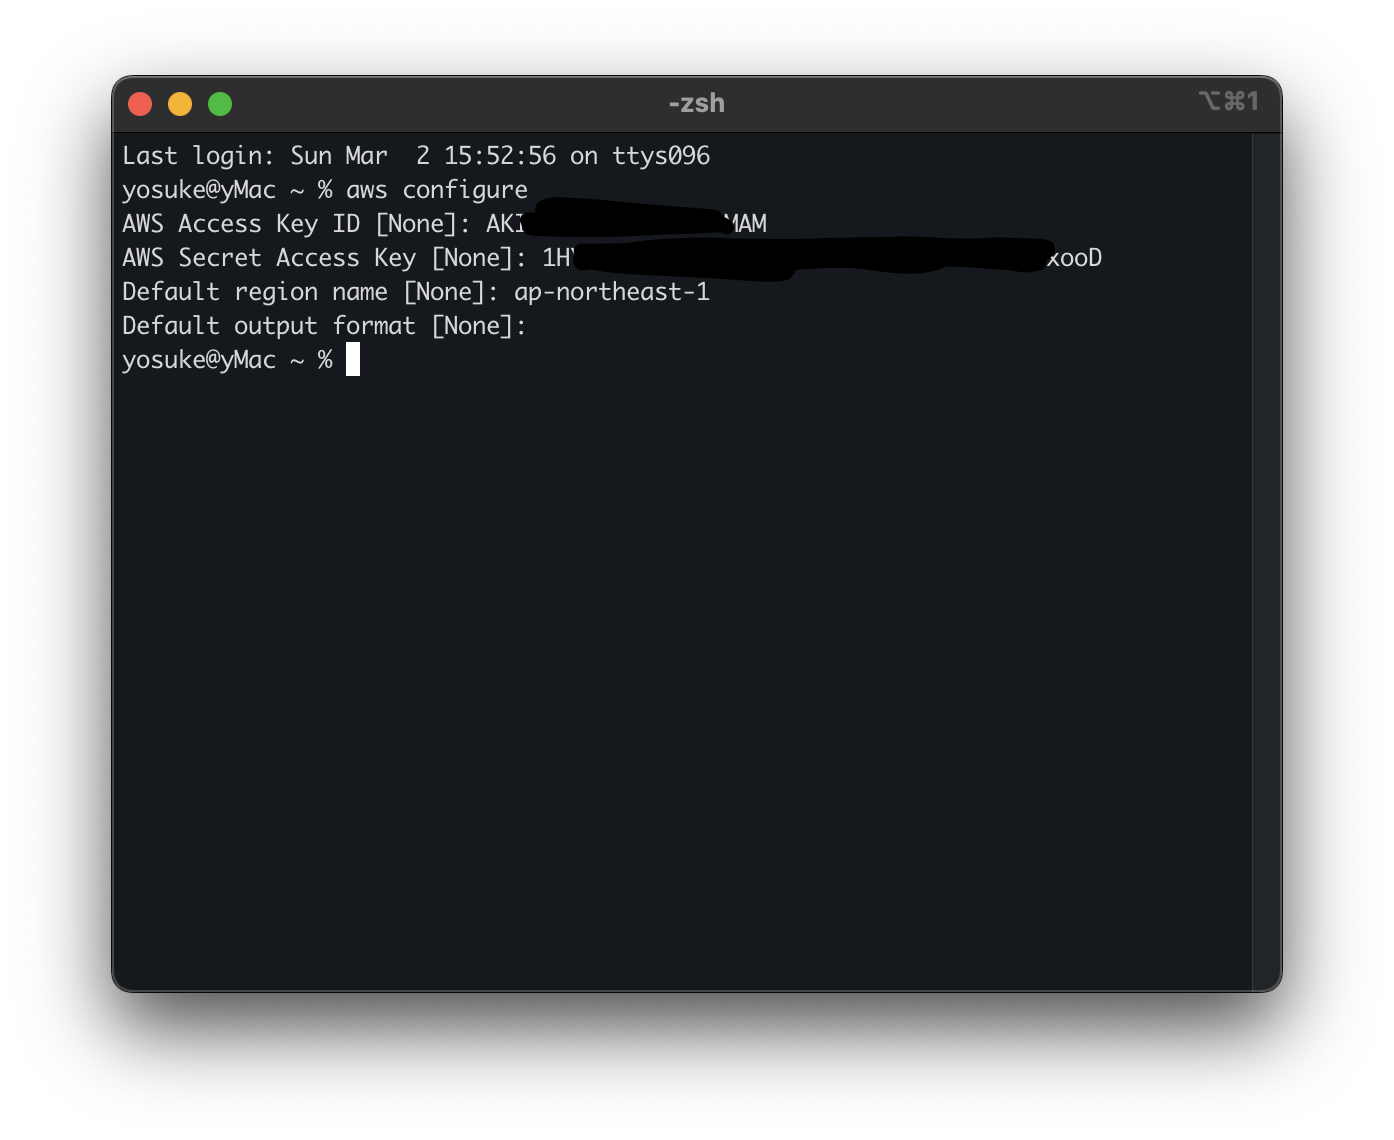 -zsh
⌥⌘1
Last login: Sun Mar  2 15:52:56 on ttys096
yosuke@yMac ~ % aws configure
AWS Access Key ID [None]: AKI MAM
AWS Secret Access Key [None]: 1H xooD
Default region name [None]: ap-northeast-1
Default output format [None]:
yosuke@yMac ~ %